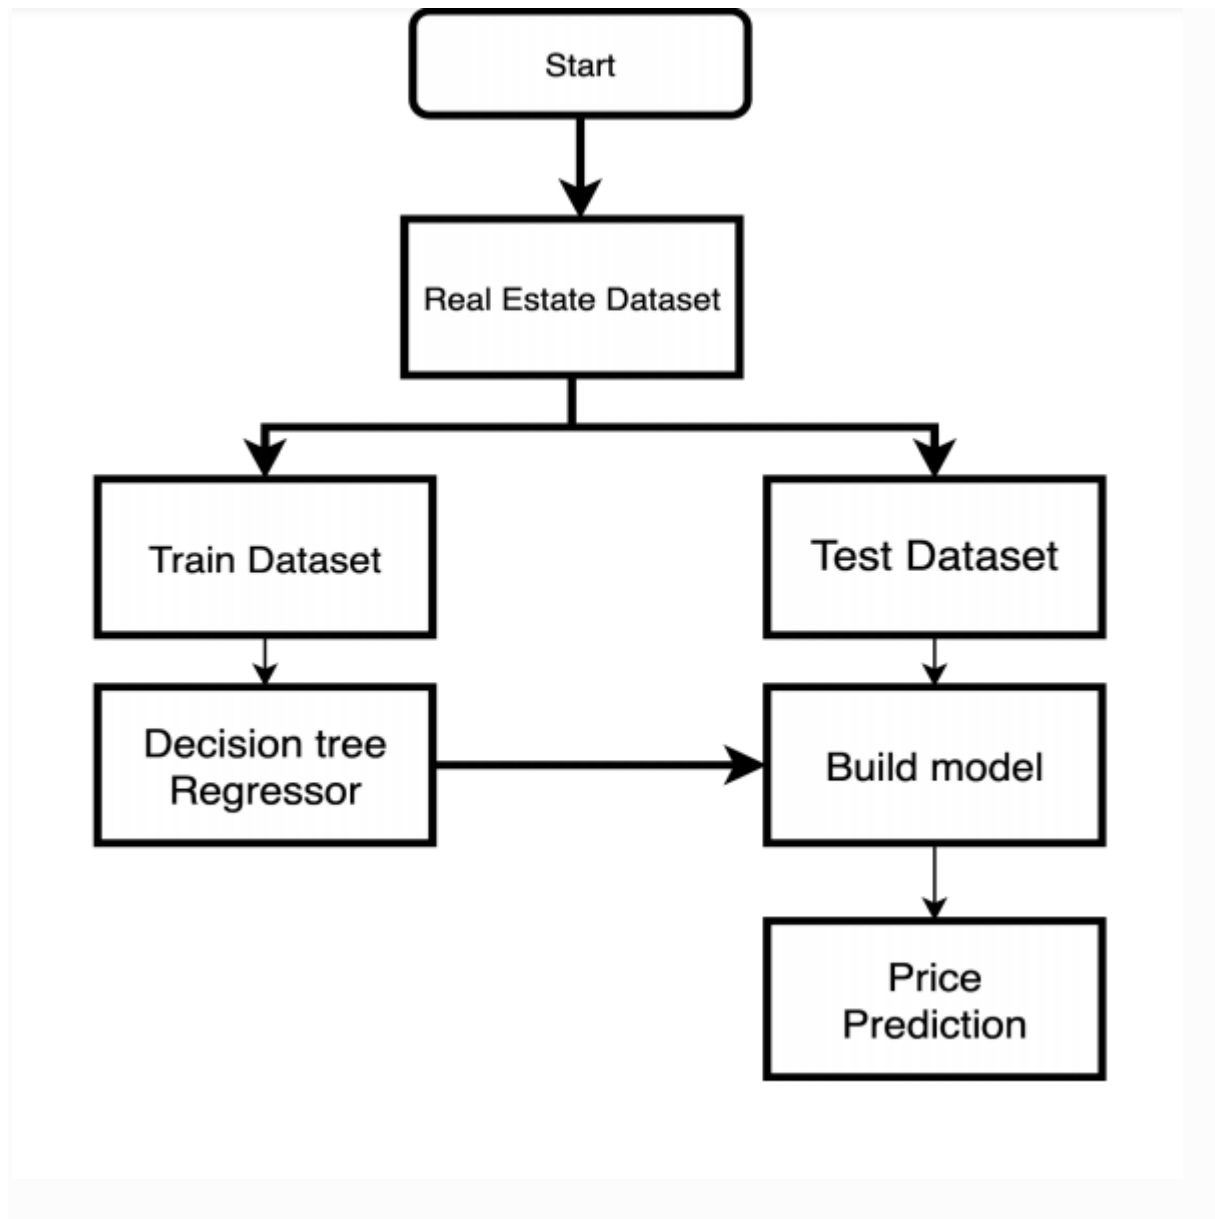 Start
Real Estate Dataset
Train Dataset
Test Dataset
Decision tree
Regressor
Build model
Price
Prediction